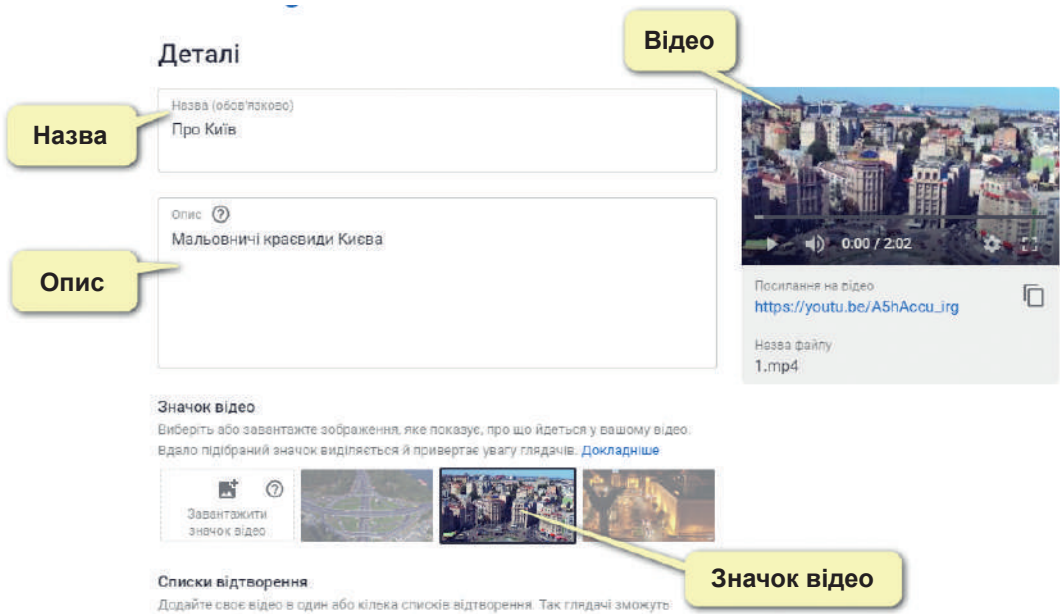 Деталі
Відео
Назва
Назва (обов'язково)
Про Київ
Опис
Опис
Мальовничі краєвиди Києва
0:00 / 2:02
Посилання на відео
https://youtu.be/A5hAccu_irg
Назва файлу
1.mp4
Значок відео
Виберіть або завантажте зображення, яке показує, про що йдеться у вашому відео.
Вдало підібраний значок виділяється й привертає увагу глядачів. Докладніше
Завантажити
значок відео
Значок відео
Списки відтворення
Додайте своє відео в один або кілька списків відтворення. Так глядачі зможуть